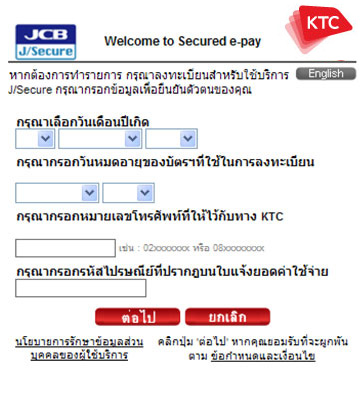 JCB
J/Secure
Welcome to Secured e-pay
KTC
หากต้องการทำรายการ กรุณาลงทะเบียนสำหรับใช้บริการ
English
J/Secure กรุณากรอกข้อมูลเพื่อยืนยันตัวตนของคุณ
กรุณาเลือกวันเดือนปีเกิด
กรุณากรอกวันหมดอายุของบัตรฯที่ใช้ในการลงทะเบียน
กรุณากรอกหมายเลขโทรศัพท์ที่ให้ไว้กับทาง KTC
เช่น : 02xxxxxxx หรือ 08xxxxxxxx
กรุณากรอกรหัสไปรษณีย์ที่ปรากฎบนใบแจ้งยอดค่าใช้จ่าย
ต่อไป
ยกเลิก
นโยบายการรักษาข้อมูลส่วน
บุคคลของผู้ใช้บริการ
คลิกปุ่ม 'ต่อไป' หากคุณยอมรับที่จะผูกพัน
ตาม ข้อกำหนดและเงื่อนไข